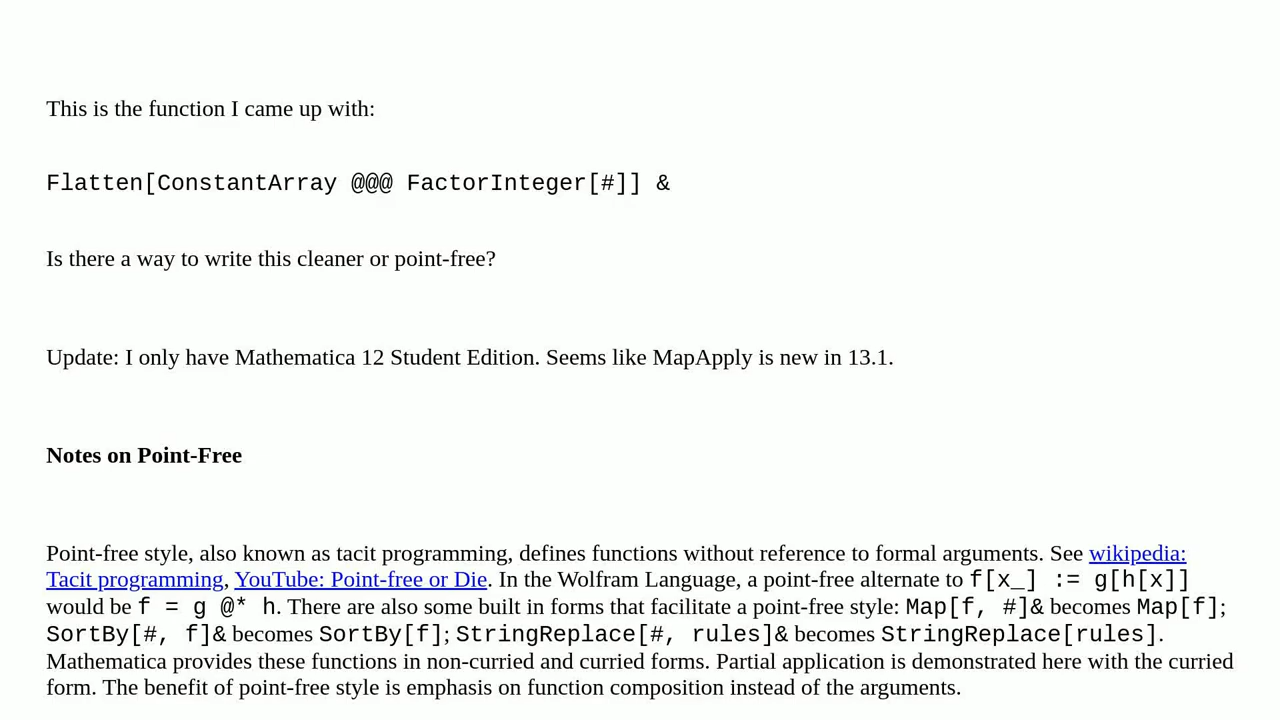 This is the function I came up with:
Flatten[ConstantArray @@@ FactorInteger[#]] &
Is there a way to write this cleaner or point-free?
Update: I only have Mathematica 12 Student Edition. Seems like MapApply is new in 13.1.
Notes on Point-Free
Point-free style, also known as tacit programming, defines functions without reference to formal arguments. See wikipedia:
Tacit programming, YouTube: Point-free or Die. In the Wolfram Language, a point-free alternate to f[x_] := g[h[x]]
would be f = g @* h. There are also some built in forms that facilitate a point-free style: Map[f, #]& becomes Map[f];
SortBy[#, f]& becomes SortBy[f]; StringReplace[#, rules]& becomes StringReplace[rules].
Mathematica provides these functions in non-curried and curried forms. Partial application is demonstrated here with the curried
form. The benefit of point-free style is emphasis on function composition instead of the arguments.